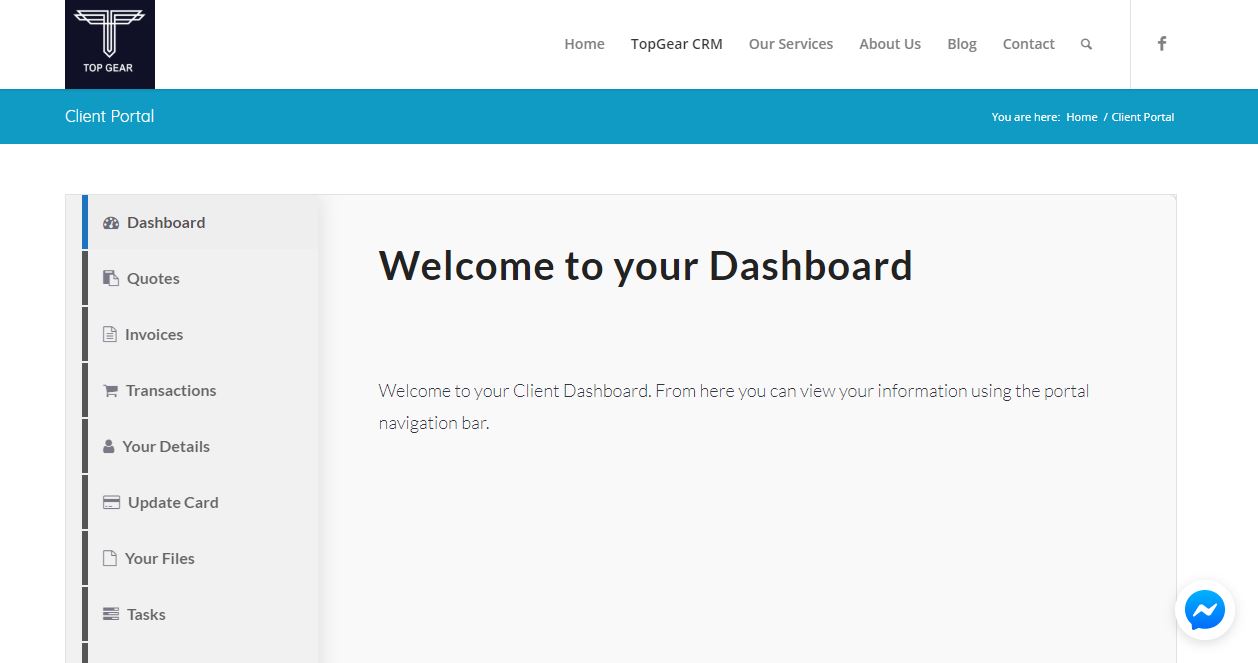 TOP GEAR
Home TopGear CRM Our Services About Us Blog Contact
Client Portal
You are here: Home / Client Portal
Dashboard
Quotes
Invoices
Transactions
Your Details
Update Card
Your Files
Tasks
Welcome to your Dashboard
Welcome to your Client Dashboard. From here you can view your information using the portal
navigation bar.